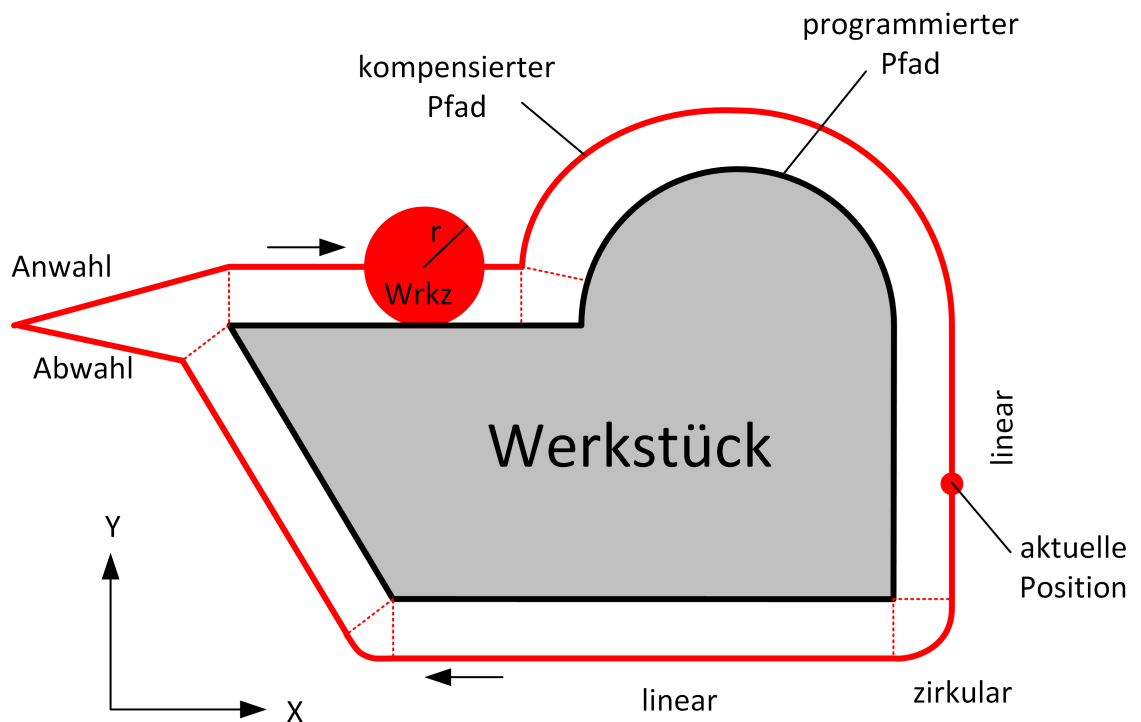 programmierter
Pfad
kompensierter
Pfad
r
Anwahl
Wrkz
Abwahl
linear
Werkstück
Y
aktuelle
Position
X
linear
zirkular